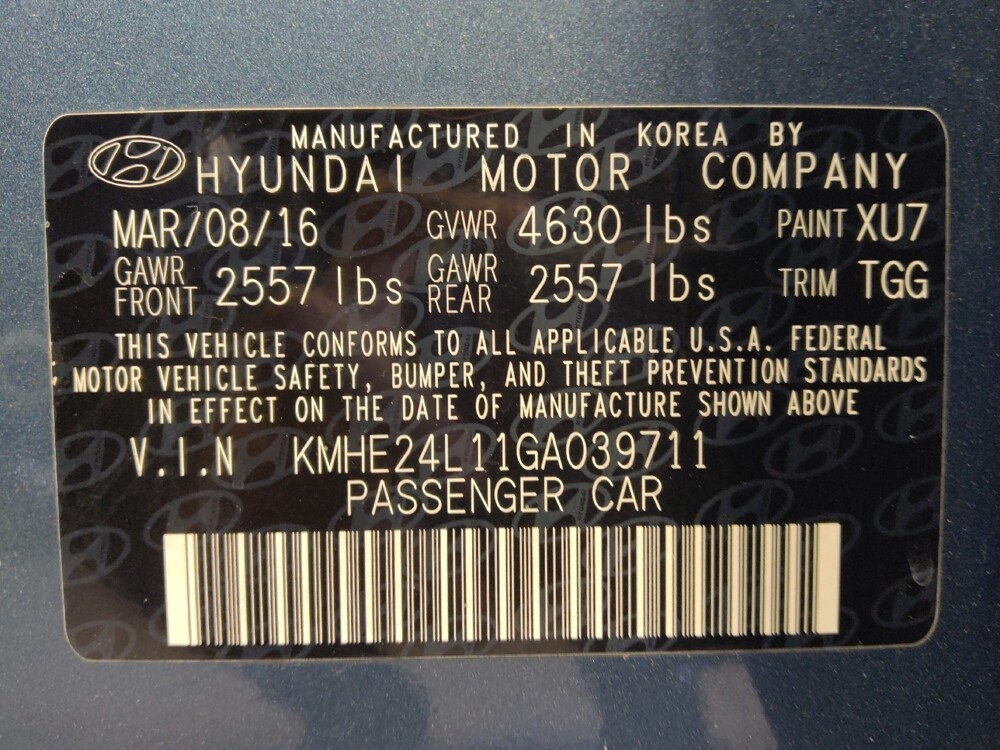 MANUFACTURED IN KOREA BY
HYUNDAI MOTOR COMPANY
MAR/08/16 GVWR 4630 lbs PAINT XU7
GAWR FRONT 2557 lbs GAWR REAR 2557 lbs TRIM TGG
THIS VEHICLE CONFORMS TO ALL APPLICABLE U.S.A. FEDERAL
MOTOR VEHICLE SAFETY, BUMPER, AND THEFT PREVENTION STANDARDS
IN EFFECT ON THE DATE OF MANUFACTURE SHOWN ABOVE
V.I.N KMHE24L11GA039711
PASSENGER CAR